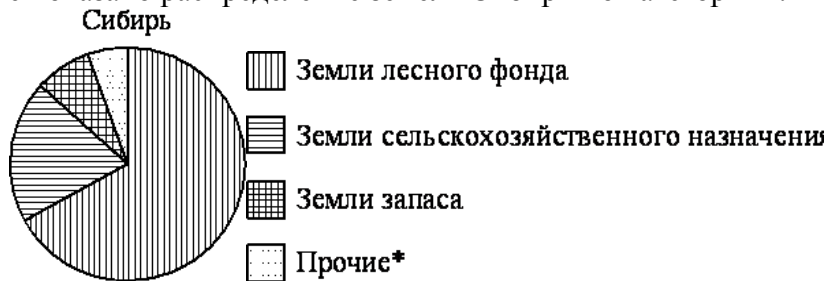 Сибирь
Земли лесного фонда
Земли сельскохозяйственного назначения
Земли запаса
Прочие*